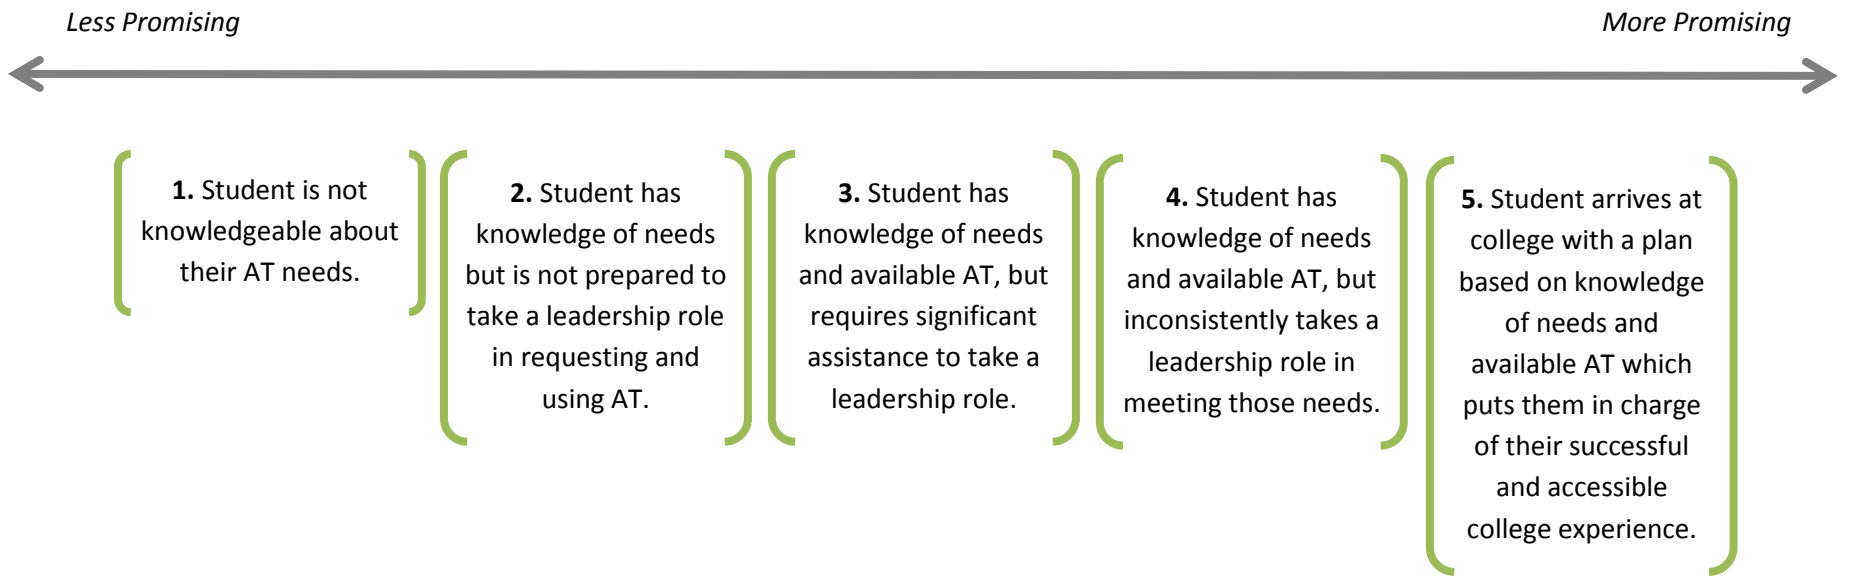 Less Promising
More Promising
1. Student is not
knowledgeable about
their AT needs.
2. Student has
knowledge of needs
but is not prepared to
take a leadership role
in requesting and
using AT.
3. Student has
knowledge of needs
and available AT, but
requires significant
assistance to take a
leadership role.
4. Student has
knowledge of needs
and available AT, but
inconsistently takes a
leadership role in
meeting those needs.
5. Student arrives at
college with a plan
based on knowledge
of needs and
available AT which
puts them in charge
of their successful
and accessible
college experience.